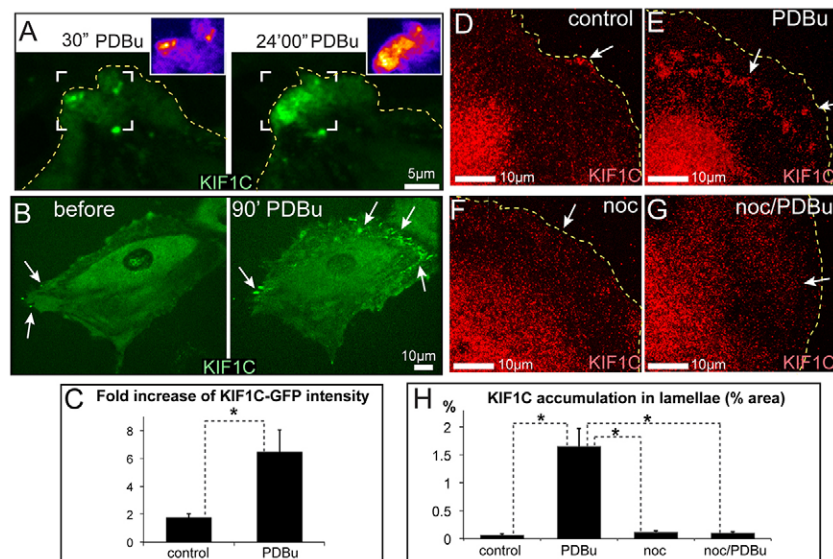 A
30" PDBu
24'00" PDBu
KIF1C
5µm
B
before
90' PDBu
KIF1C
10µm
C
Fold increase of KIF1C-GFP intensity
8
6
4
2
0
*
control
PDBu
D
control
10µm
KIF1C
E
PDBu
10µm
KIF1C
F
noc
10µm
KIF1C
G
noc/PDBu
10µm
KIF1C
H
KIF1C accumulation in lamellae (% area)
%
2
1.5
1
0.5
0
*
*
*
control
PDBu
noc
noc/PDBu